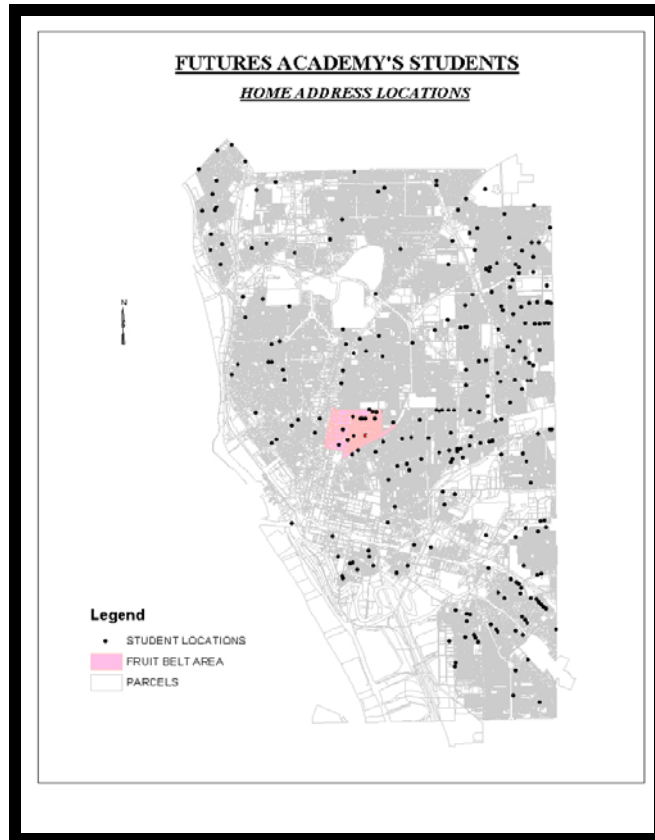 FUTURES ACADEMY'S STUDENTS
HOME ADDRESS LOCATIONS
N
Legend
STUDENT LOCATIONS
FRUIT BELT AREA
PARCELS